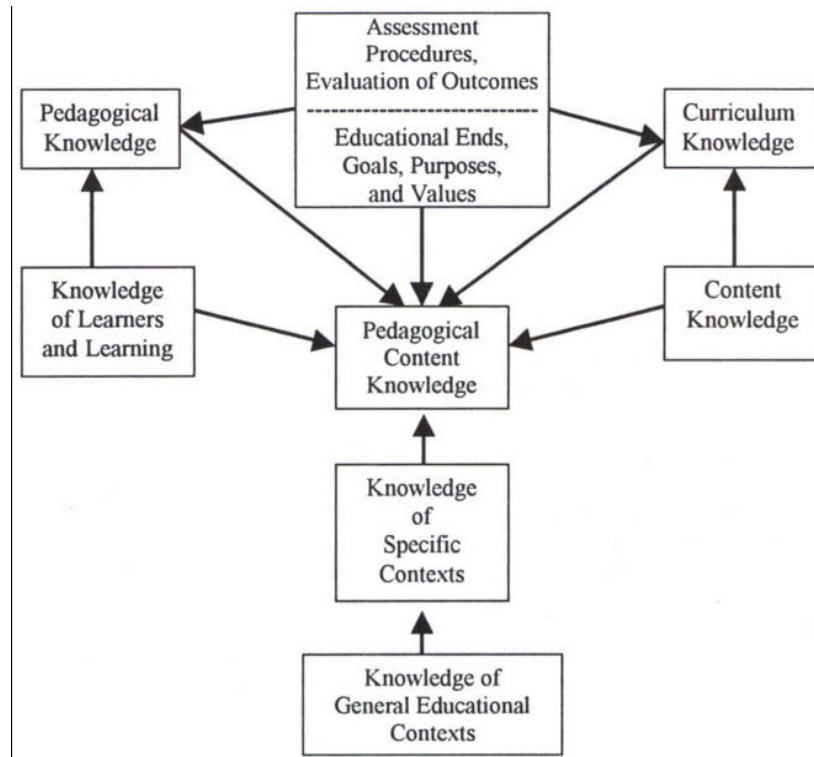 Assessment
Procedures,
Evaluation of Outcomes
Educational Ends,
Goals, Purposes,
and Values
Pedagogical
Knowledge
Curriculum
Knowledge
Knowledge
of Learners
and Learning
Content
Knowledge
Pedagogical
Content
Knowledge
Knowledge
of
Specific
Contexts
Knowledge of
General Educational
Contexts